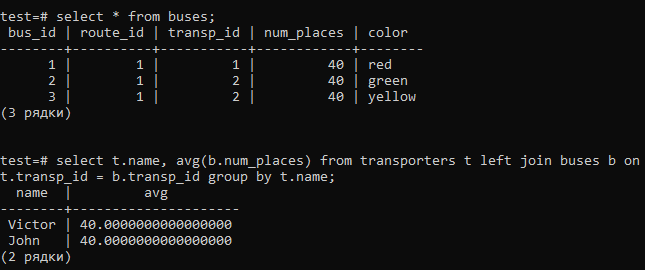 test=# select * from buses;
 bus_id | route_id | transp_id | num_places | color
--------+----------+-----------+------------+--------
      1 |        1 |         1 |         40 | red
      2 |        1 |         2 |         40 | green
      3 |        1 |         2 |         40 | yellow
(3 рядки)
test=# select t.name, avg(b.num_places) from transporters t left join buses b on
t.transp_id = b.transp_id group by t.name;
  name  |         avg
--------+---------------------
 Victor | 40.0000000000000000
 John   | 40.0000000000000000
(2 рядки)